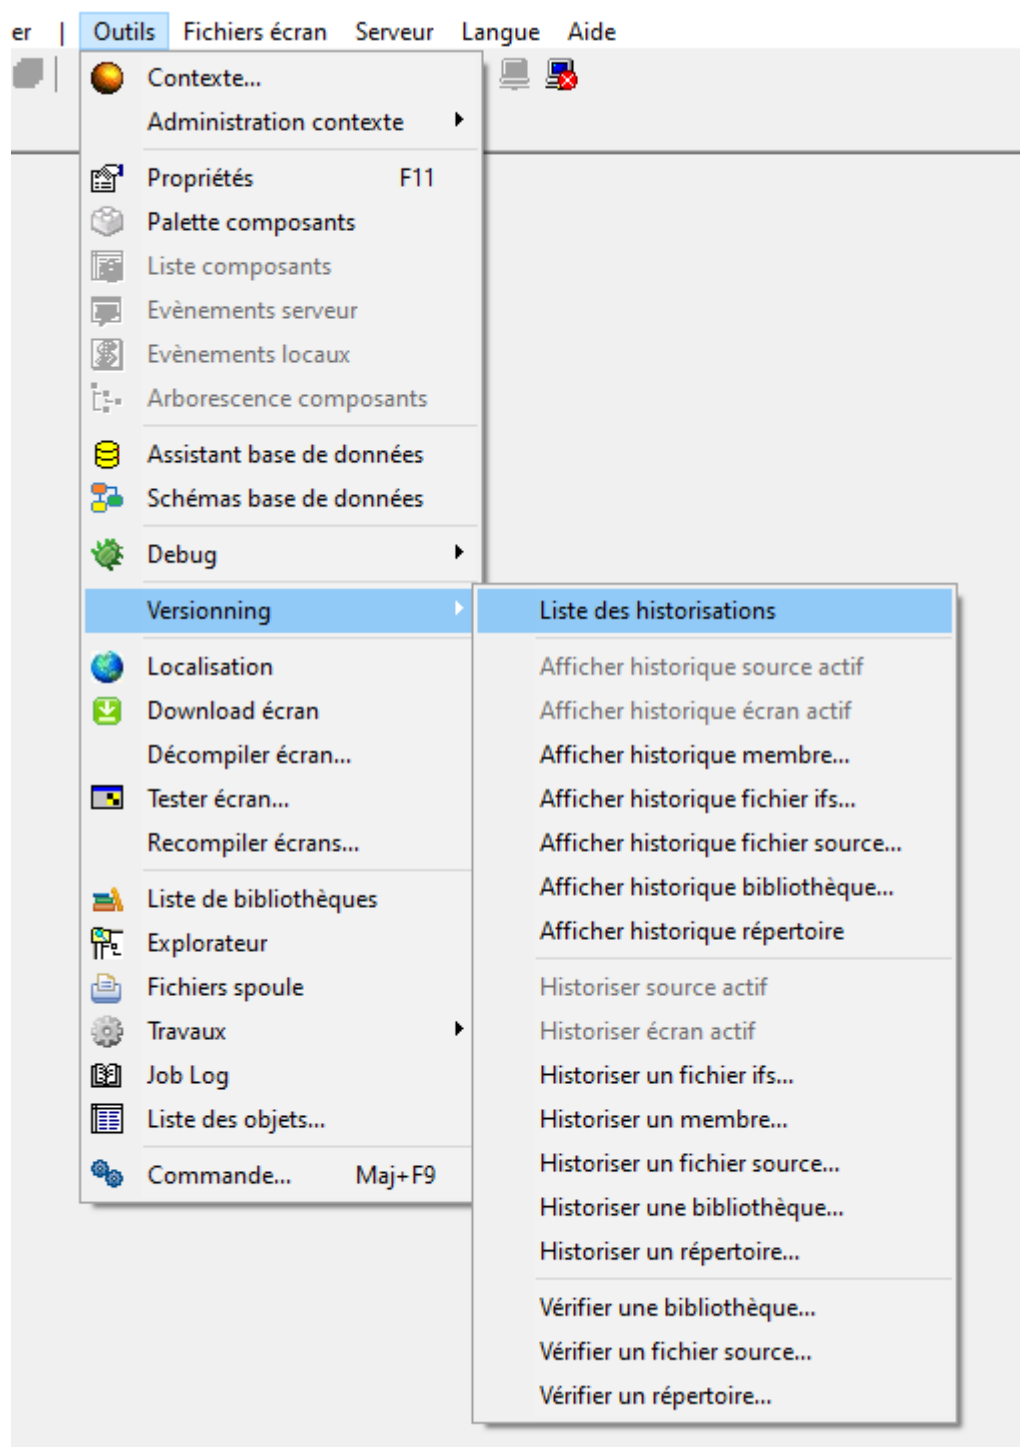 er | Outils Fichiers écran Serveur Langue Aide
Contexte...
Administration contexte
Propriétés F11
Palette composants
Liste composants
Evènements serveur
Evènements locaux
Arborescence composants
Assistant base de données
Schémas base de données
Debug
Versionning
Localisation
Download écran
Décompiler écran...
Tester écran...
Recompiler écrans...
Liste de bibliothèques
Explorateur
Fichiers spoule
Travaux
Job Log
Liste des objets...
Commande... Maj+F9
Liste des historisations
Afficher historique source actif
Afficher historique écran actif
Afficher historique membre...
Afficher historique fichier ifs...
Afficher historique fichier source...
Afficher historique bibliothèque...
Afficher historique répertoire
Historiser source actif
Historiser écran actif
Historiser un fichier ifs...
Historiser un membre...
Historiser un fichier source...
Historiser une bibliothèque...
Historiser un répertoire...
Vérifier une bibliothèque...
Vérifier un fichier source...
Vérifier un répertoire...